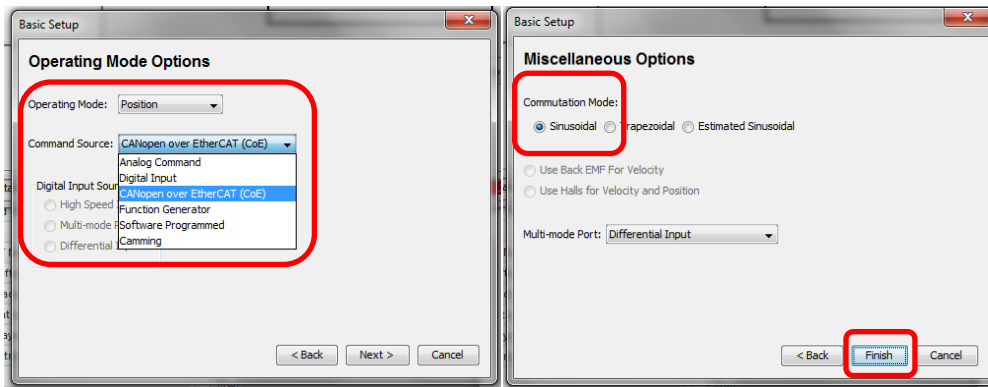 Basic Setup
Operating Mode Options
Operating Mode: Position
Command Source: CANopen over EtherCAT (CoE)
Analog Command
Digital Input
CANopen over EtherCAT (CoE)
Function Generator
Software Programmed
Camming
Digital Input Sour
High Speed
Multi-mode P
Differential I
< Back Next > Cancel
Basic Setup
Miscellaneous Options
Commutation Mode:
Sinusoidal Trapezoidal Estimated Sinusoidal
Use Back EMF For Velocity
Use Halls for Velocity and Position
Multi-mode Port: Differential Input
< Back Finish Cancel